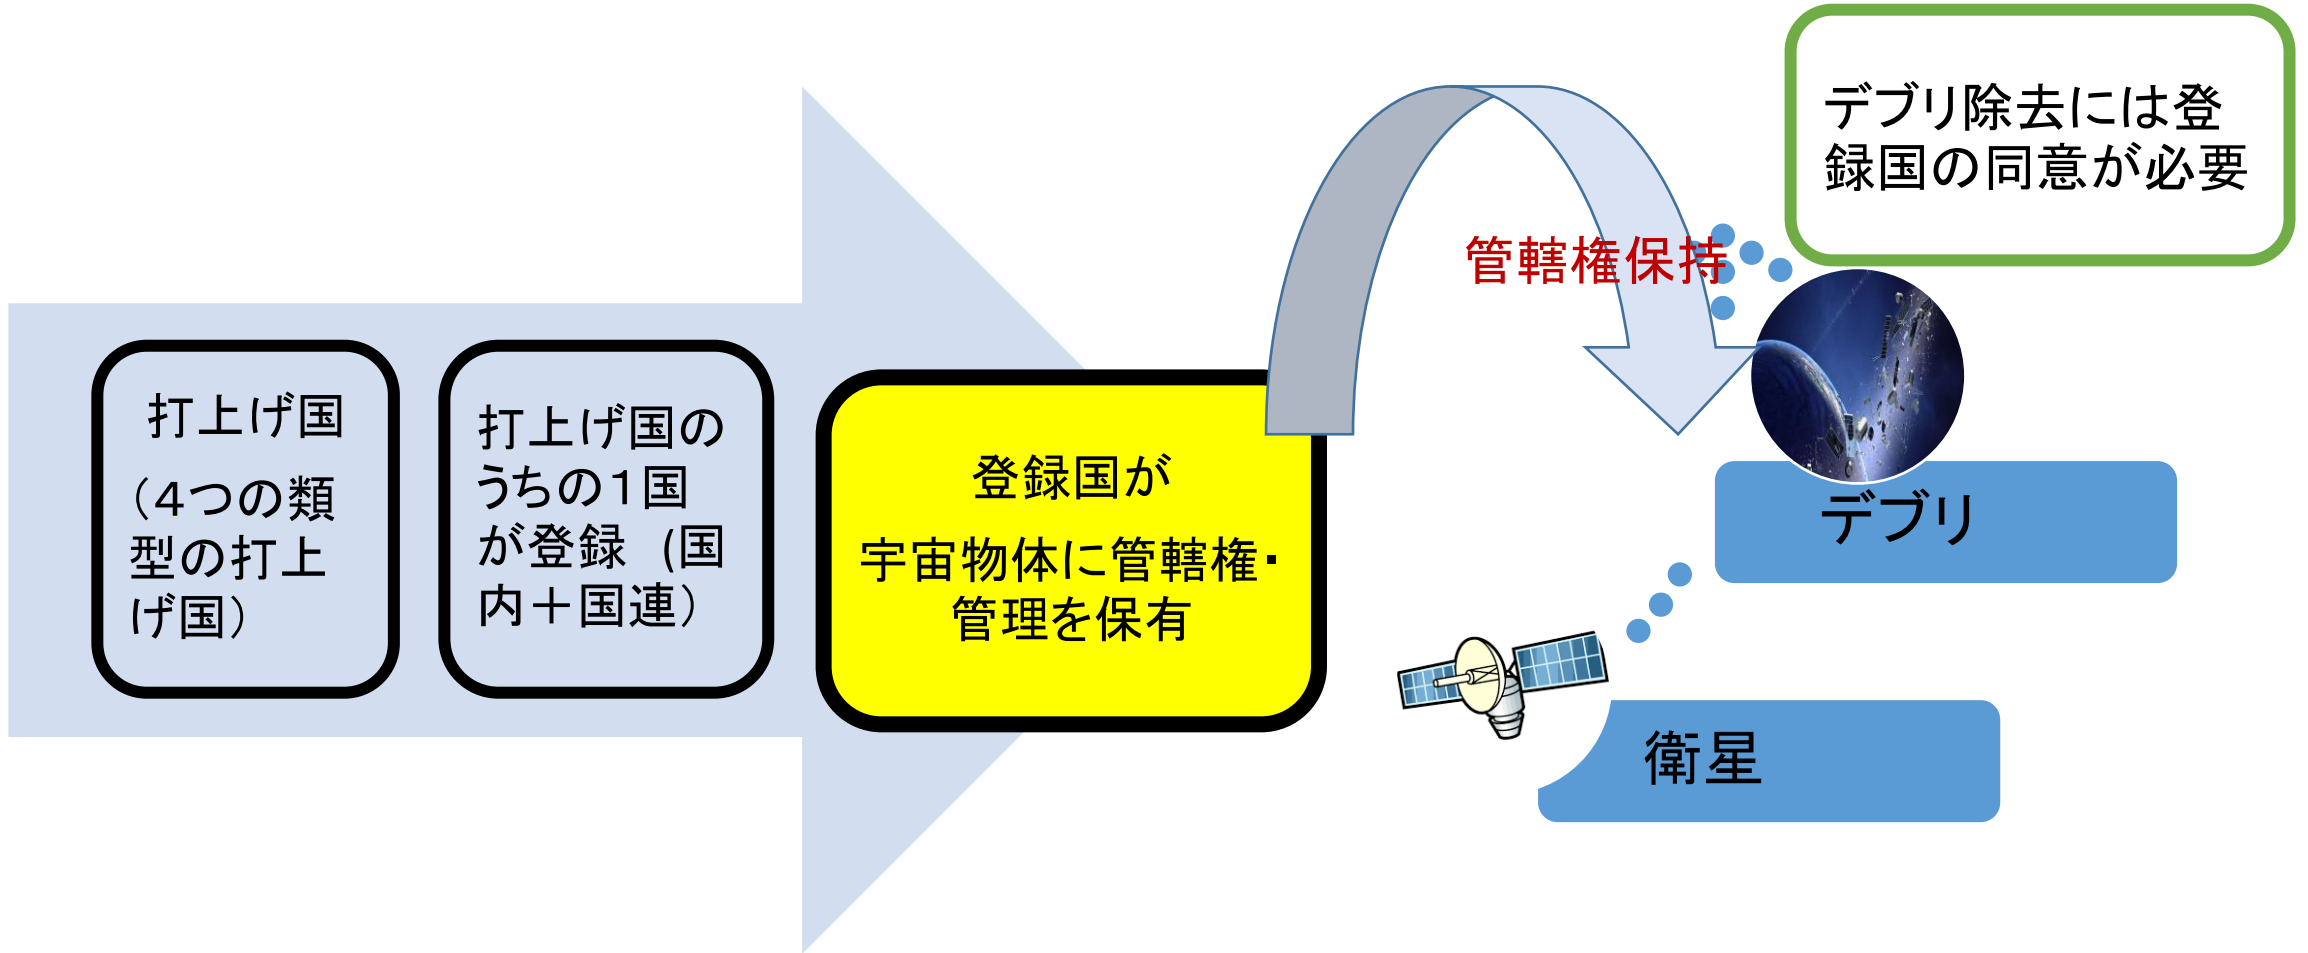 打上げ国
（４つの類
型の打上
げ国）
打上げ国の
うちの１国
が登録 (国
内＋国連）
登録国が
宇宙物体に管轄権・
管理を保有
管轄権保持
デブリ除去には登
録国の同意が必要
デブリ
衛星